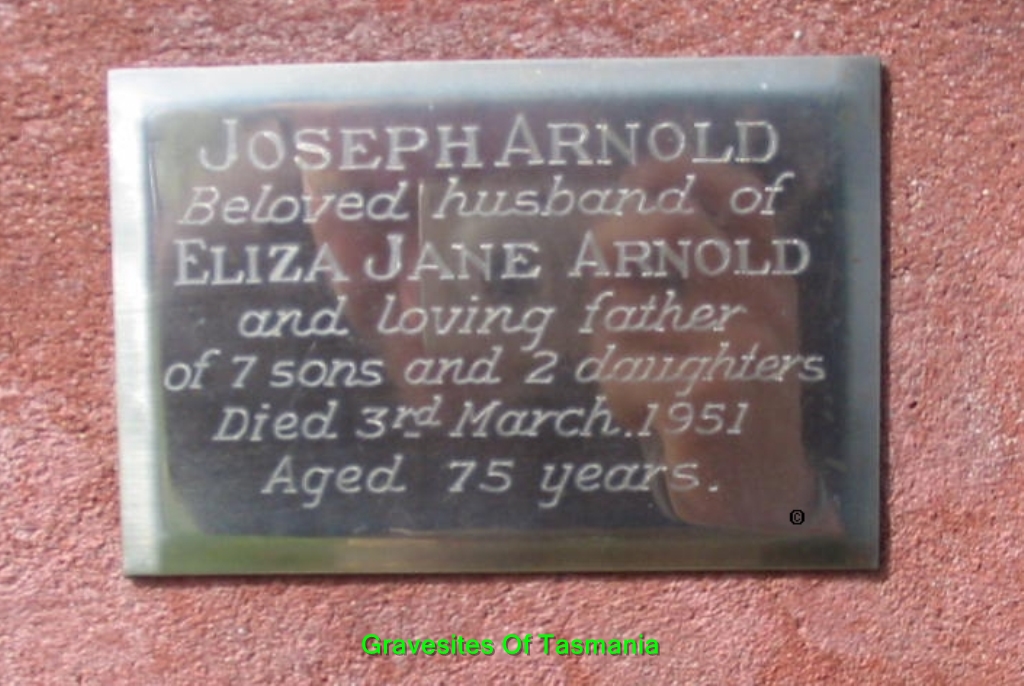 JOSEPH ARNOLD
Beloved husband of
ELIZA JANE ARNOLD
and loving father
of 7 sons and 2 daughters
Died 3rd March.1951
Aged 75 years.
©
Gravesites Of Tasmania